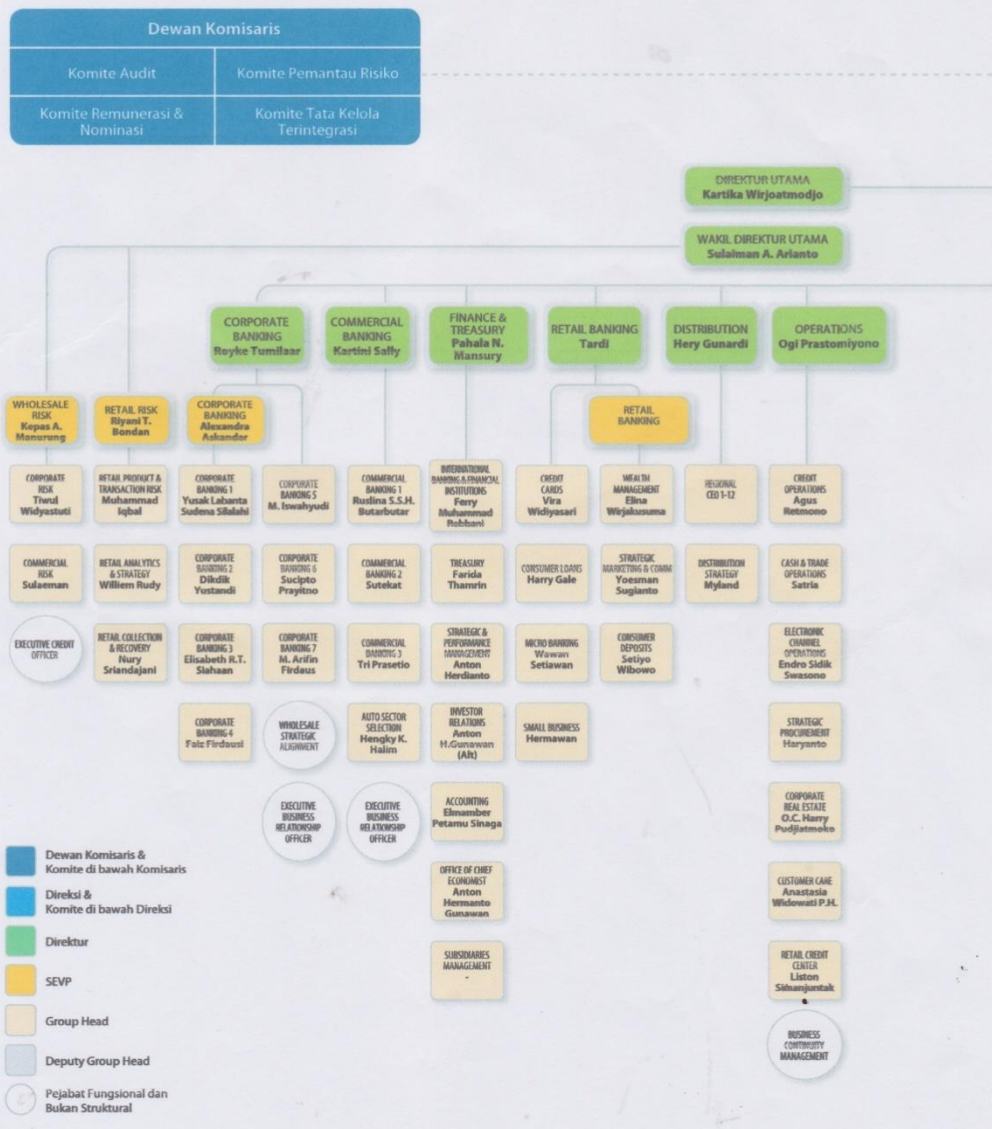 Dewan Komisaris
Komite Audit
Komite Pemantau Risiko
Komite Remunerasi &
Nominasi
Komite Tata Kelola
Terintegrasi
DIREKTUR UTAMA
Kartika Wirjoatmodjo
WAKIL DIREKTUR UTAMA
Sulaiman A. Arianto
CORPORATE
BANKING
Royke Tumilaar
COMMERCIAL
BANKING
Kartini Sally
FINANCE &
TREASURY
Pahala N.
Mansury
RETAIL BANKING
Tardi
DISTRIBUTION
Hery Gunardi
OPERATIONS
Ogi Prastomiyono
WHOLESALE
RISK
Kepas A.
Manurung
RETAIL RISK
Riyani T.
Bondan
CORPORATE
BANKING
Alexandra
Askandar
RETAIL
BANKING
CORPORATE
RISK
Tiwul
Widyastuti
RETAIL PRODUCT &
TRANSACTION RISK
Muhammad
Iqbal
CORPORATE
BANKING 1
Yusak Labanta
Sudena Silalahi
CORPORATE
BANKING 5
M. Iswahyudi
COMMERCIAL
BANKING 1
Ruslina S.S.H.
Butarbutar
INTERNATIONAL
BANKING & FINANCIAL
INSTITUTIONS
Ferry
Muhammad
Robbani
CREDIT
CARDS
Vira
Widiyasari
WEALTH
MANAGEMENT
Elina
Wirjakusuma
REGIONAL
CEO 1-12
CREDIT
OPERATIONS
Agus
Retmono
COMMERCIAL
RISK
Sulaeman
RETAIL ANALYTICS
& STRATEGY
Williem Rudy
CORPORATE
BANKING 2
Dikdik
Yustandi
CORPORATE
BANKING 6
Sucipto
Prayitno
COMMERCIAL
BANKING 2
Sutekat
TREASURY
Farida
Thamrin
CONSUMER LOANS
Harry Gale
STRATEGIC
MARKETING & COMM
Yoesman
Sugianto
DISTRIBUTION
STRATEGY
Myland
CASH & TRADE
OPERATIONS
Satria
EXECUTIVE CREDIT
OFFICER
RETAIL COLLECTION
& RECOVERY
Nury
Sriandajani
CORPORATE
BANKING 3
Elisabeth R.T.
Siahaan
CORPORATE
BANKING 7
M. Arifin
Firdaus
COMMERCIAL
BANKING 3
Tri Prasetio
STRATEGIC &
PERFORMANCE
MANAGEMENT
Anton
Herdianto
MICRO BANKING
Wawan
Setiawan
CONSUMER
DEPOSITS
Setiyo
Wibowo
ELECTRONIC
CHANNEL
OPERATIONS
Endro Sidik
Swasono
CORPORATE
BANKING 4
Faiz Firdausi
WHOLESALE
STRATEGIC
ALIGNMENT
AUTO SECTOR
SELECTION
Hengky K.
Halim
INVESTOR
RELATIONS
Anton
H.Gunawan
(Alt)
SMALL BUSINESS
Hermawan
STRATEGIC
PROCUREMENT
Haryanto
EXECUTIVE
BUSINESS
RELATIONSHIP
OFFICER
EXECUTIVE
BUSINESS
RELATIONSHIP
OFFICER
ACCOUNTING
Elmamber
Petamu Sinaga
CORPORATE
REAL ESTATE
O.C. Harry
Pudjiatmoko
OFFICE OF CHIEF
ECONOMIST
Anton
Hermanto
Gunawan
CUSTOMER CARE
Anastasia
Widowati P.H.
SUBSIDIARIES
MANAGEMENT
-
RETAIL CREDIT
CENTER
Liston
Simanjuntak
BUSINESS
CONTINUITY
MANAGEMENT
Dewan Komisaris &
Komite di bawah Komisaris
Direksi &
Komite di bawah Direksi
Direktur
SEVP
Group Head
Deputy Group Head
Pejabat Fungsional dan
Bukan Struktural